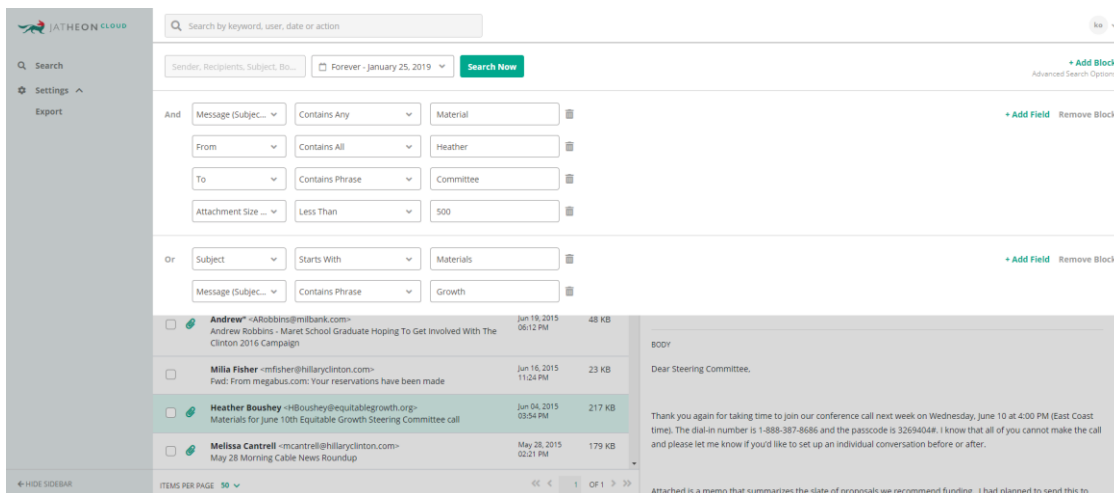 JATHEON CLOUD
Search by keyword, user, date or action
ko
Search
Settings
Export
Sender, Recipients, Subject, Bo...
Forever - January 25, 2019
Search Now
+ Add Block
Advanced Search Option
And
Message (Subjec...
Contains Any
Material
+ Add Field
Remove Block
From
Contains All
Heather
To
Contains Phrase
Committee
Attachment Size ...
Less Than
500
Or
Subject
Starts With
Materials
+ Add Field
Remove Block
Message (Subjec...
Contains Phrase
Growth
Andrew" <ARobbins@milbank.com>
Jun 19, 2015
06:12 PM
48 KB
Andrew Robbins - Maret School Graduate Hoping To Get Involved With The
Clinton 2016 Campaign
Milia Fisher <mfisher@hillaryclinton.com>
Jun 16, 2015
11:24 PM
23 KB
Fwd: From megabus.com: Your reservations have been made
Heather Boushey <HBoushey@equitablegrowth.org>
Jun 04, 2015
03:54 PM
217 KB
Materials for June 10th Equitable Growth Steering Committee call
Melissa Cantrell <mcantrell@hillaryclinton.com>
May 28, 2015
02:21 PM
179 KB
May 28 Morning Cable News Roundup
BODY
Dear Steering Committee,
Thank you again for taking time to join our conference call next week on Wednesday, June 10 at 4:00 PM (East Coast
time). The dial-in number is 1-888-387-8686 and the passcode is 3269404#. I know that all of you cannot make the call
and please let me know if you'd like to set up an individual conversation before or after.
Attached is a memo that summarizes the slate of proposals we recommend funding. I had planned to send this to
HIDE SIDEBAR
ITEMS PER PAGE 50
1 OF 1